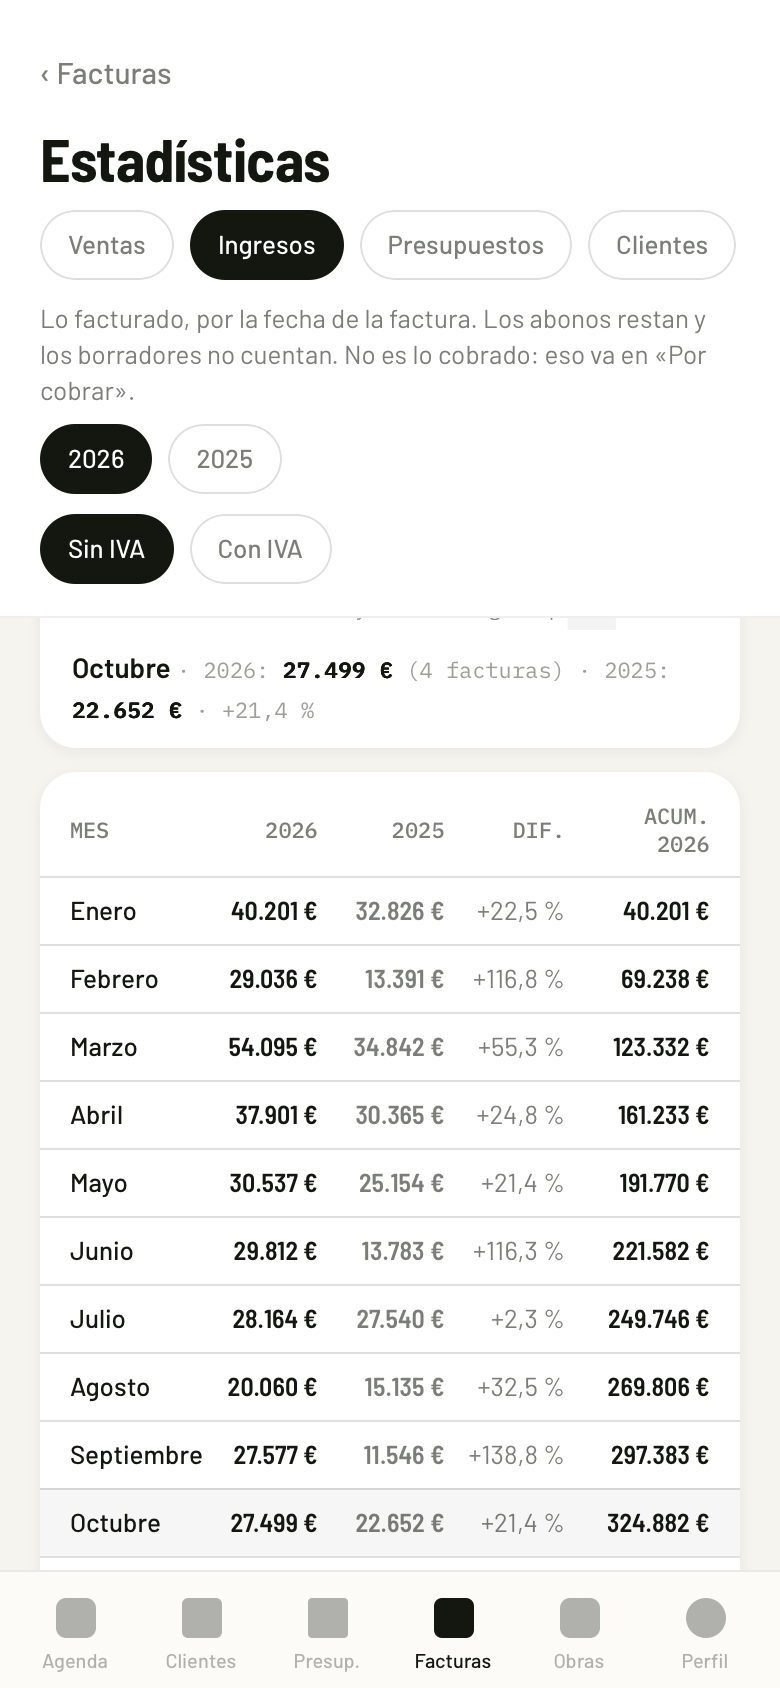 ‹ Facturas
Estadísticas
Ventas Ingresos Presupuestos Clientes
Lo facturado, por la fecha de la factura. Los abonos restan y
los borradores no cuentan. No es lo cobrado: eso va en «Por
cobrar».
2026 2025
Sin IVA Con IVA
Octubre · 2026: 27.499 € (4 facturas) · 2025:
22.652 € · +21,4 %
MES 2026 2025 DIF. ACUM. 2026
Enero 40.201 € 32.826 € +22,5 % 40.201 €
Febrero 29.036 € 13.391 € +116,8 % 69.238 €
Marzo 54.095 € 34.842 € +55,3 % 123.332 €
Abril 37.901 € 30.365 € +24,8 % 161.233 €
Mayo 30.537 € 25.154 € +21,4 % 191.770 €
Junio 29.812 € 13.783 € +116,3 % 221.582 €
Julio 28.164 € 27.540 € +2,3 % 249.746 €
Agosto 20.060 € 15.135 € +32,5 % 269.806 €
Septiembre 27.577 € 11.546 € +138,8 % 297.383 €
Octubre 27.499 € 22.652 € +21,4 % 324.882 €
Agenda Clientes Presup. Facturas Obras Perfil